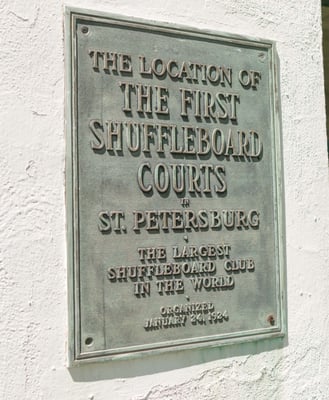 THE LOCATION OF
THE FIRST
SHUFFLEBOARD
COURTS
IN
ST. PETERSBURG
THE LARGEST
SHUFFLEBOARD CLUB
IN THE WORLD
ORGANIZED
JANUARY 24, 1924